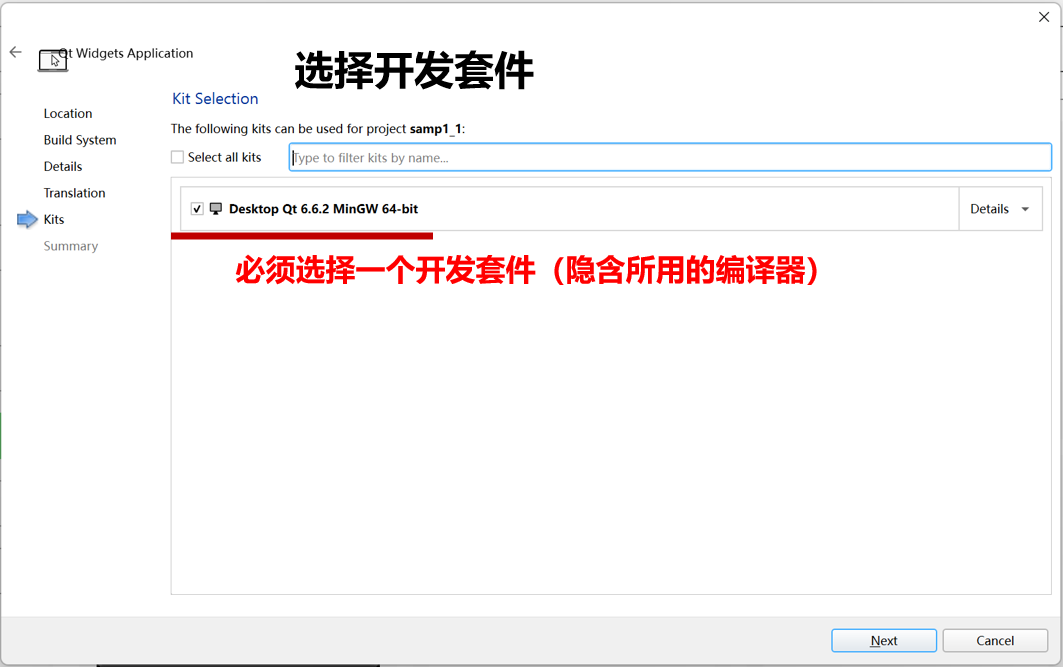 Qt Widgets Application
选择开发套件
Location
Build System
Details
Translation
Kits
Summary
Kit Selection
The following kits can be used for project samp1_1:
Select all kits
Type to filter kits by name...
Desktop Qt 6.6.2 MinGW 64-bit
Details
必须选择一个开发套件（隐含所用的编译器）
Next
Cancel